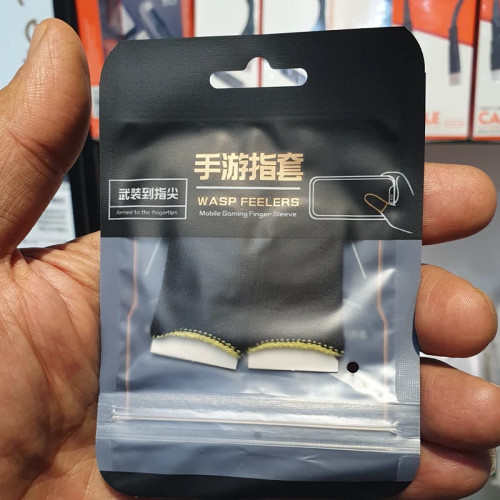 手游指套
武装到指尖
Armed to the fingertips
WASP FEELERS
Mobile Gaming Finger Sleeve
CA